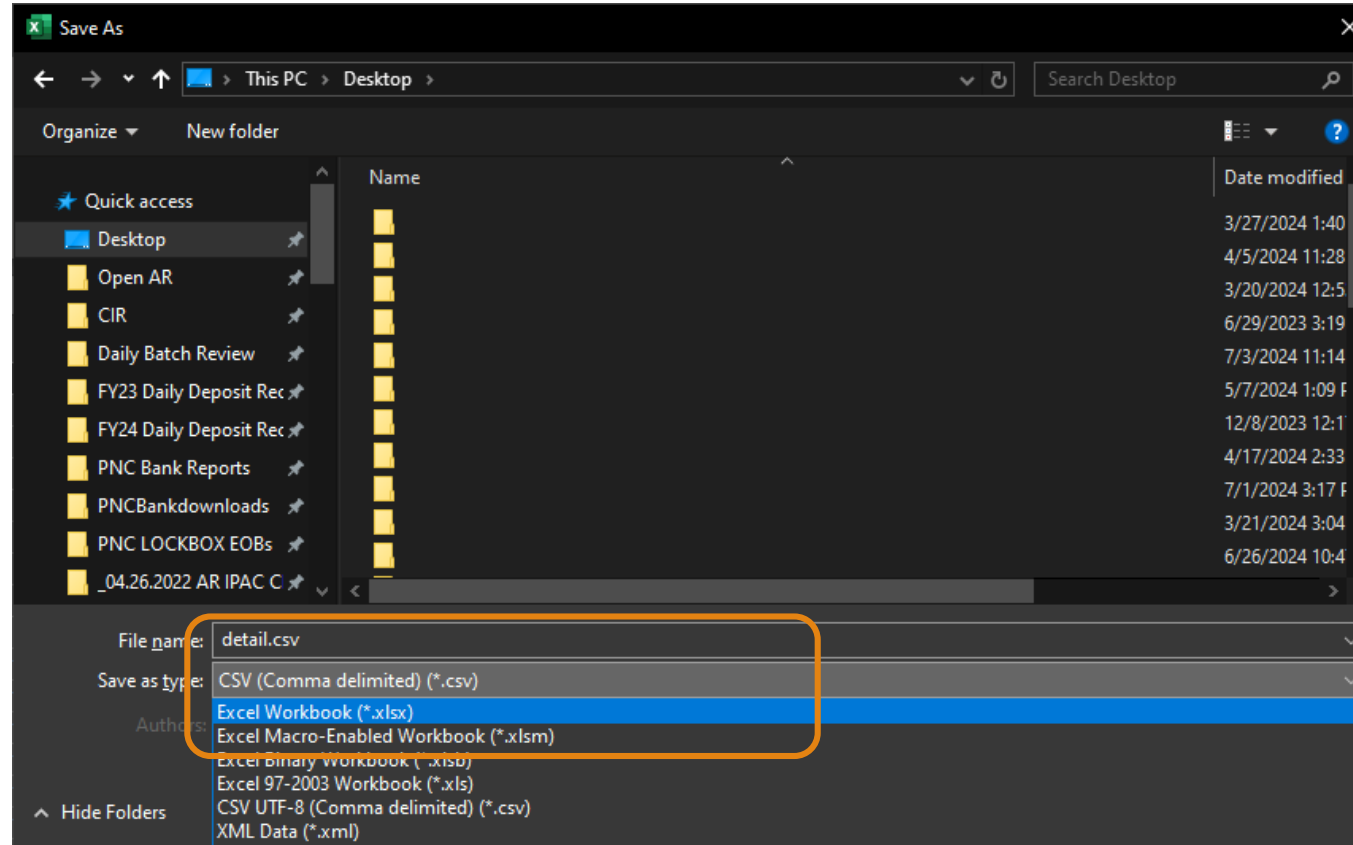 Save As
This PC > Desktop >
Search Desktop
Organize
New folder
Name
Date modified
Quick access
Desktop
Open AR
CIR
Daily Batch Review
FY23 Daily Deposit Rec
FY24 Daily Deposit Rec
PNC Bank Reports
PNCBankdownloads
PNC LOCKBOX EOBs
_04.26.2022 AR IPAC C
3/27/2024 1:40
4/5/2024 11:28
3/20/2024 12:5
6/29/2023 3:19
7/3/2024 11:14
5/7/2024 1:09 P
12/8/2023 12:1
4/17/2024 2:33
7/1/2024 3:17 P
3/21/2024 3:04
6/26/2024 10:4
File name: detail.csv
Save as type: CSV (Comma delimited) (*.csv)
Authors:
Excel Workbook (*.xlsx)
Excel Macro-Enabled Workbook (*.xlsm)
Excel Binary Workbook (*.xlsb)
Excel 97-2003 Workbook (*.xls)
CSV UTF-8 (Comma delimited) (*.csv)
XML Data (*.xml)
Hide Folders